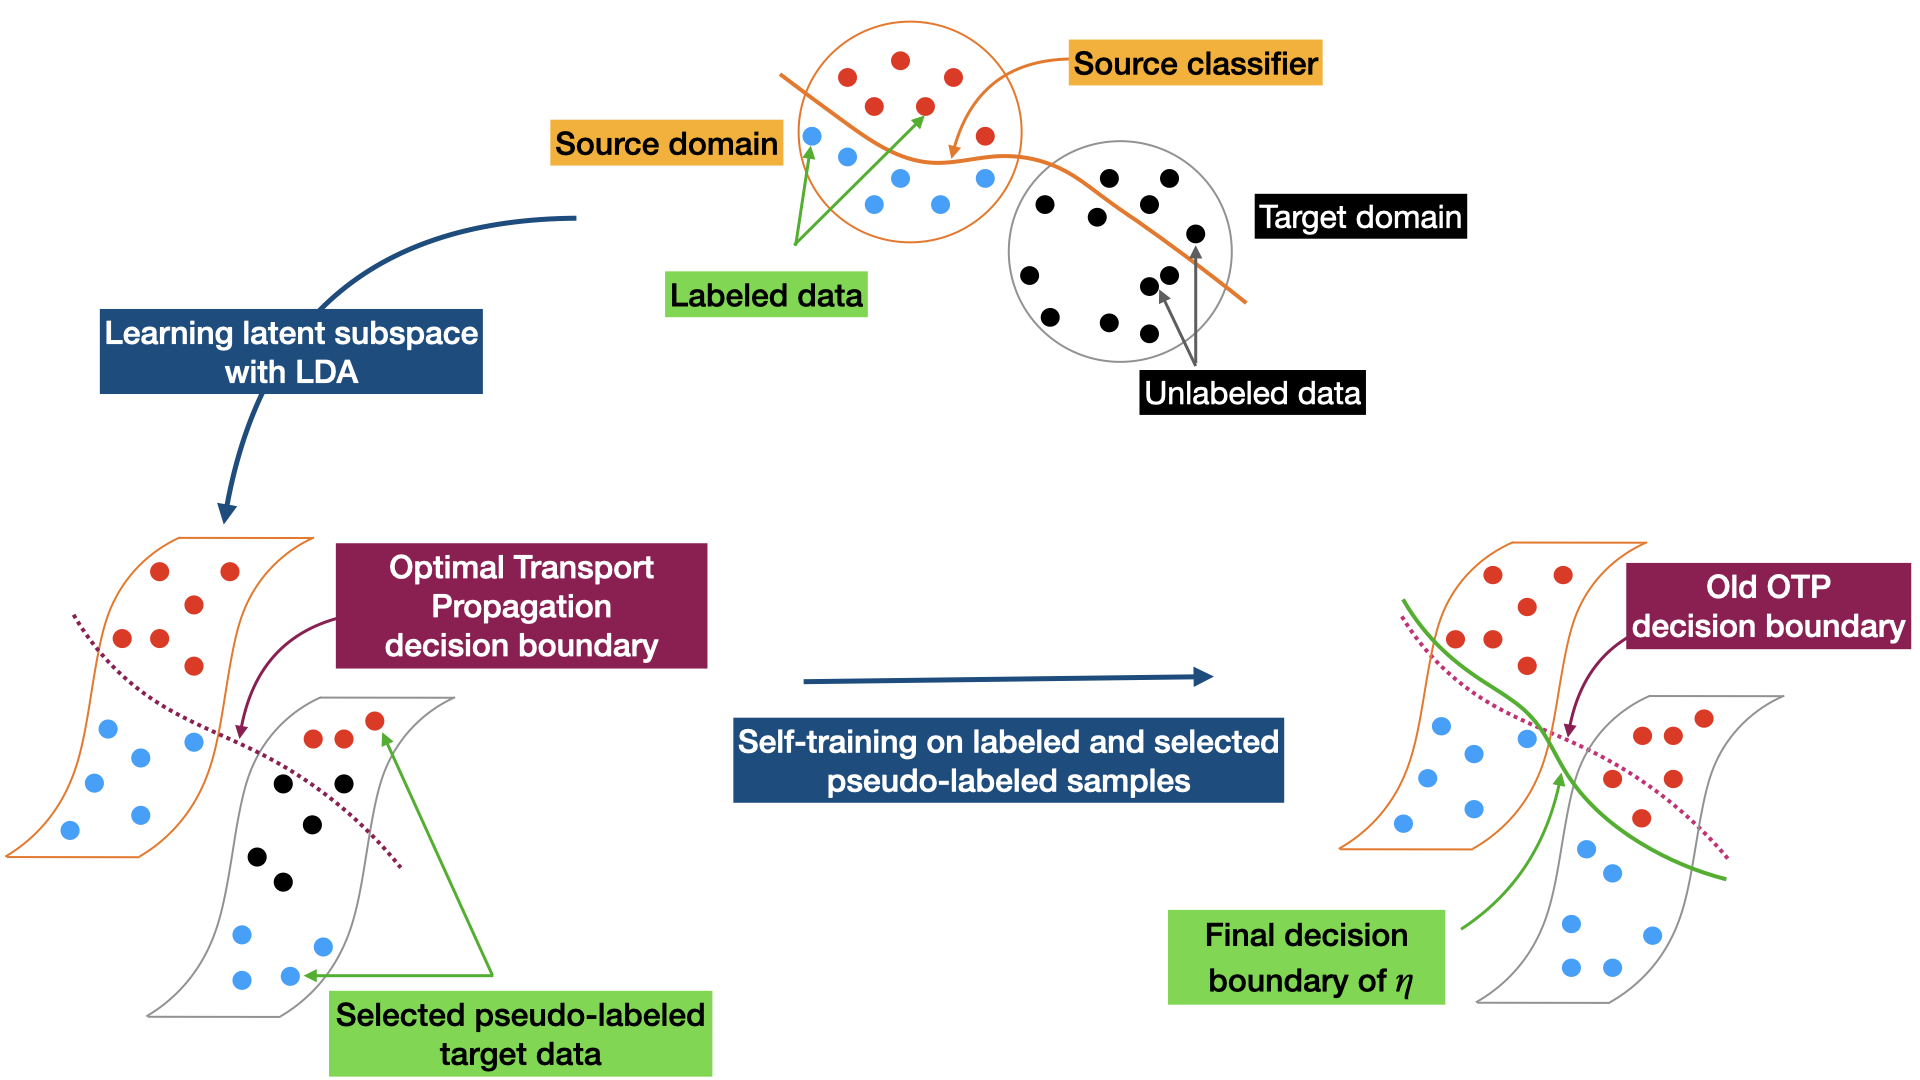 Source classifier
Source domain
Target domain
Labeled data
Learning latent subspace
with LDA
Unlabeled data
Optimal Transport
Propagation
decision boundary
Old OTP
decision boundary
Self-training on labeled and selected
pseudo-labeled samples
Final decision
boundary of η
Selected pseudo-labeled
target data